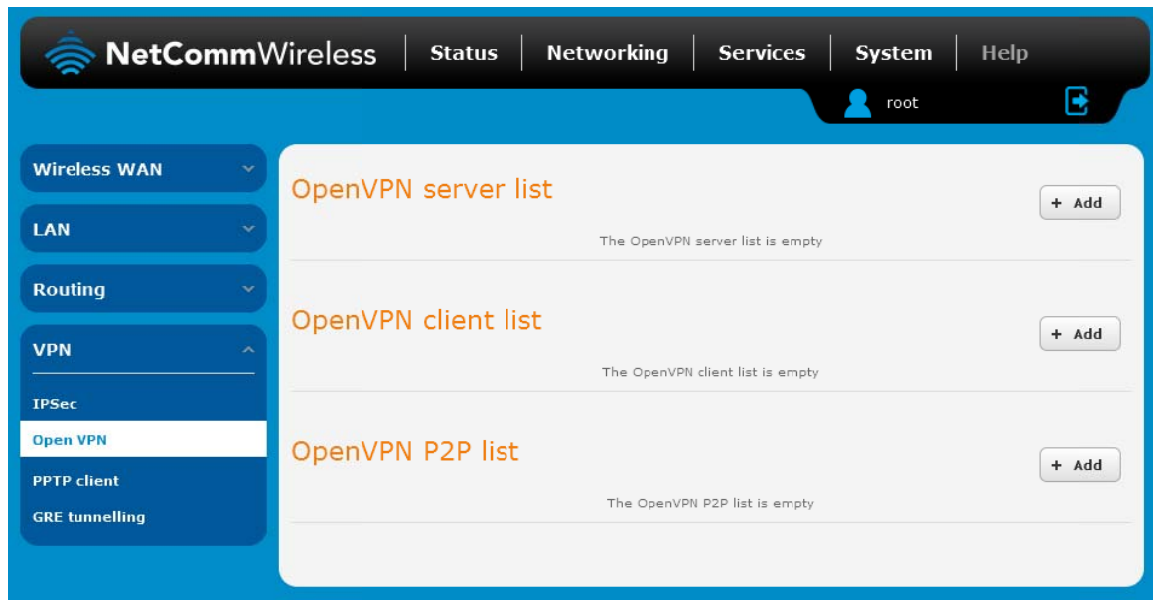 NetCommWireless Status Networking Services System Help
root
Wireless WAN
LAN
Routing
VPN
IPSec
Open VPN
PPTP client
GRE tunnelling
OpenVPN server list
+ Add
The OpenVPN server list is empty
OpenVPN client list
+ Add
The OpenVPN client list is empty
OpenVPN P2P list
+ Add
The OpenVPN P2P list is empty